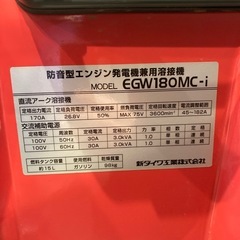 防音型エンジン発電機兼用溶接機
MODEL EGW180MC-i
直流アーク溶接機
定格出力電流 定格負荷電圧 定格使用率 無負荷電圧 定格回転速度 電流調整範囲
170A 26.8V 50% MAX 75V 3600min⁻¹ 45~182A
交流補助電源
定格電圧 定格周波数 定格電流 定格出力 力率 相数
100V 50Hz 30A 3.0kVA 1.0 単相
100V 60Hz 30A 3.0kVA 1.0 単相
燃料タンク容量 使用燃料 乾燥質量
約15L ガソリン 98kg
新ダイワ工業株式会社